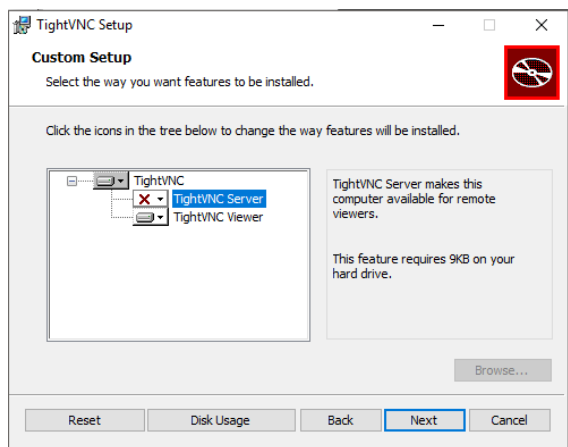 TightVNC Setup
Custom Setup
Select the way you want features to be installed.
Click the icons in the tree below to change the way features will be installed.
TightVNC
TightVNC Server
TightVNC Viewer
TightVNC Server makes this
computer available for remote
viewers.
This feature requires 9KB on your
hard drive.
Browse...
Reset Disk Usage Back Next Cancel